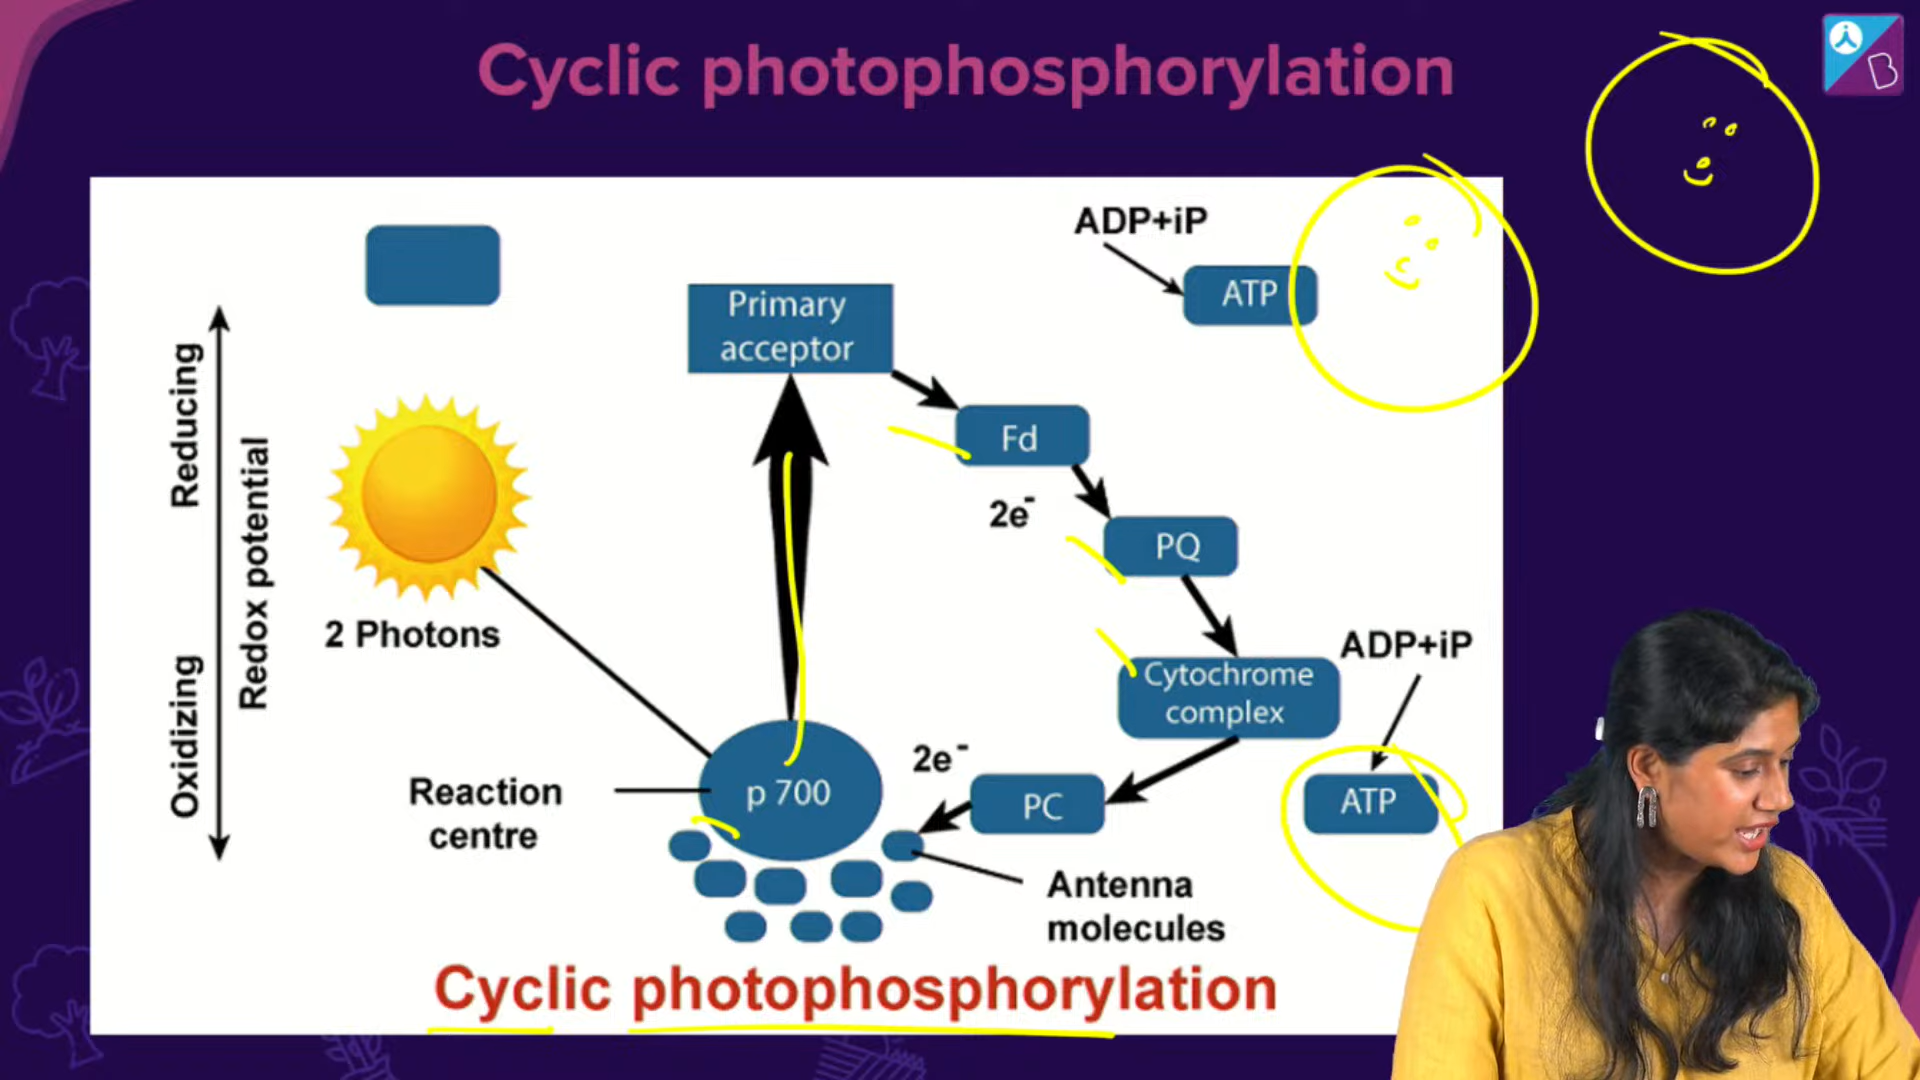 Cyclic photophosphorylation
B
ADP+iP
ATP
Primary
acceptor
Fd
2e-
PQ
Reducing
Redox potential
Oxidizing
2 Photons
Cytochrome
complex
ADP+iP
ATP
2e-
PC
p 700
Reaction
centre
Antenna
molecules
Cyclic photophosphorylation